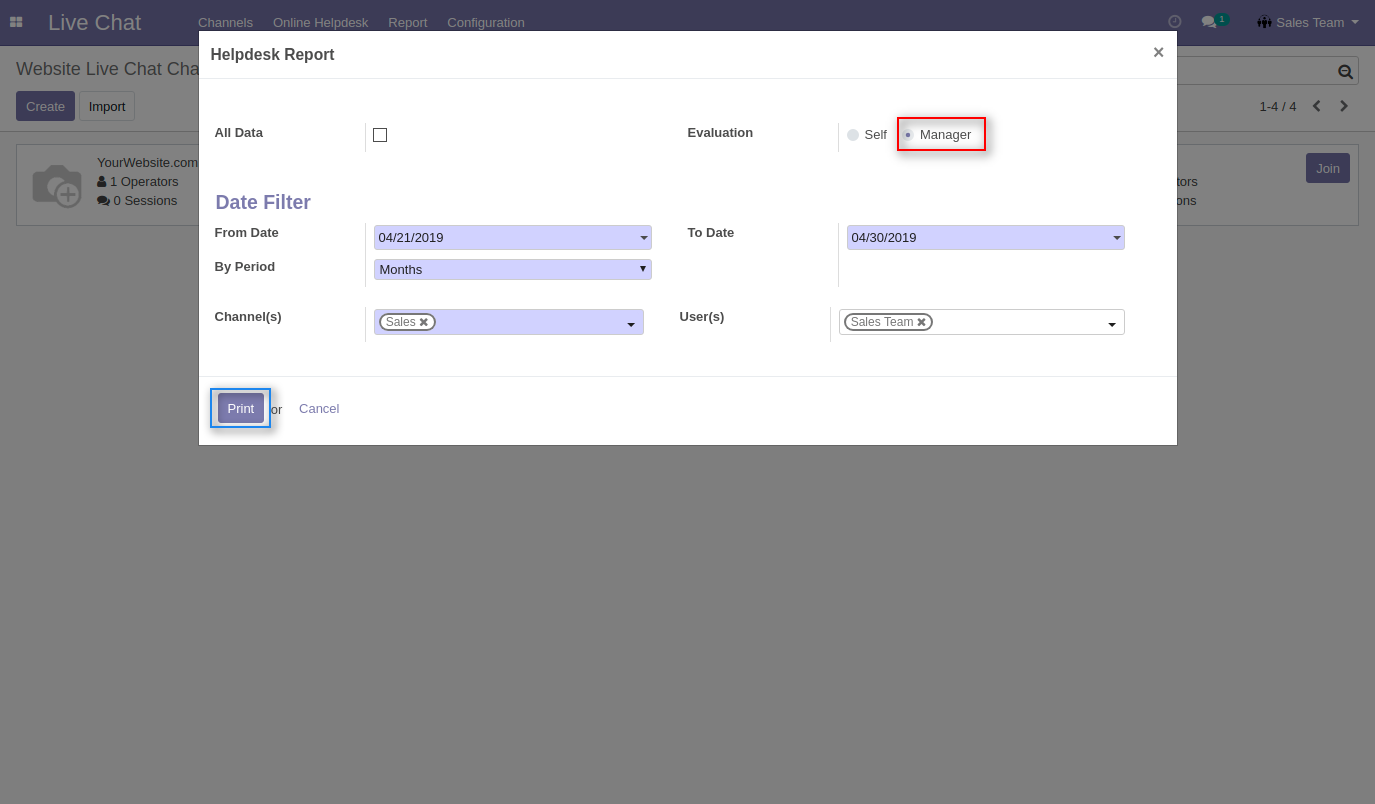 Live Chat Channels Online Helpdesk Report Configuration 1 Sales Team
Helpdesk Report ×
Website Live Chat Cha
Create Import 1-4 / 4
All Data Evaluation Self Manager
YourWebsite.com
1 Operators
0 Sessions
Join
tors
ons
Date Filter
From Date 04/21/2019 To Date 04/30/2019
By Period Months
Channel(s) Sales User(s) Sales Team
Print or Cancel